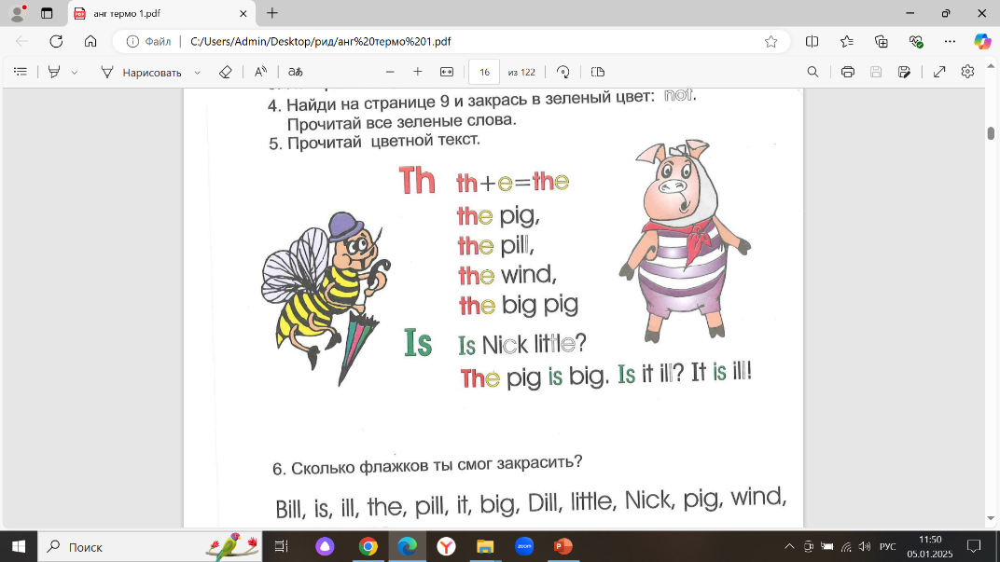 анг термо 1.pdf
Файл | C:/Users/Admin/Desktop/рид/анг%20термо%201.pdf
Нарисовать 16 из 122
4. Найди на странице 9 и закрась в зеленый цвет: not.
Прочитай все зеленые слова.
5. Прочитай цветной текст.
Th th+e=the
the pig,
the pill,
the wind,
the big pig
Is Is Nick little?
The pig is big. Is it ill? It is ill!
6. Сколько флажков ты смог закрасить?
Bill, is, ill, the, pill, it, big, Dill, little, Nick, pig, wind,
Поиск zoom РУС 11:50
05.01.2025